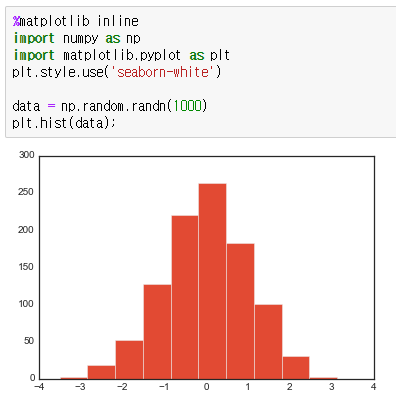 %matplotlib inline
import numpy as np
import matplotlib.pyplot as plt
plt.style.use('seaborn-white')
data = np.random.randn(1000)
plt.hist(data);
300
250
200
150
100
50
0
−4 −3 −2 −1 0 1 2 3 4